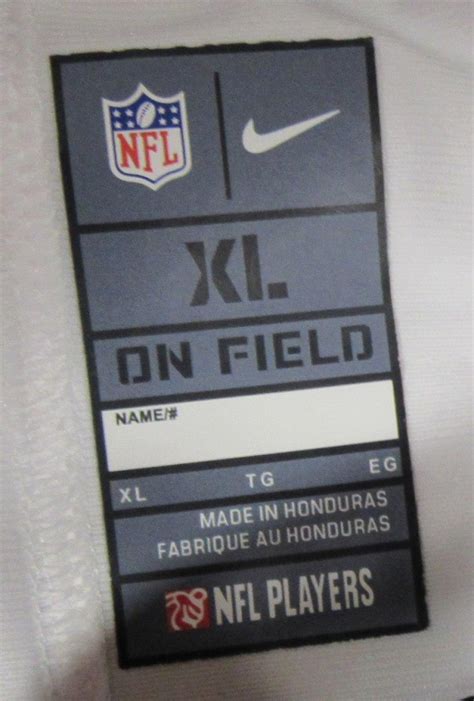 NFL
XL
ON FIELD
NAME/#
XL TG EG
MADE IN HONDURAS
FABRIQUE AU HONDURAS
NFL PLAYERS